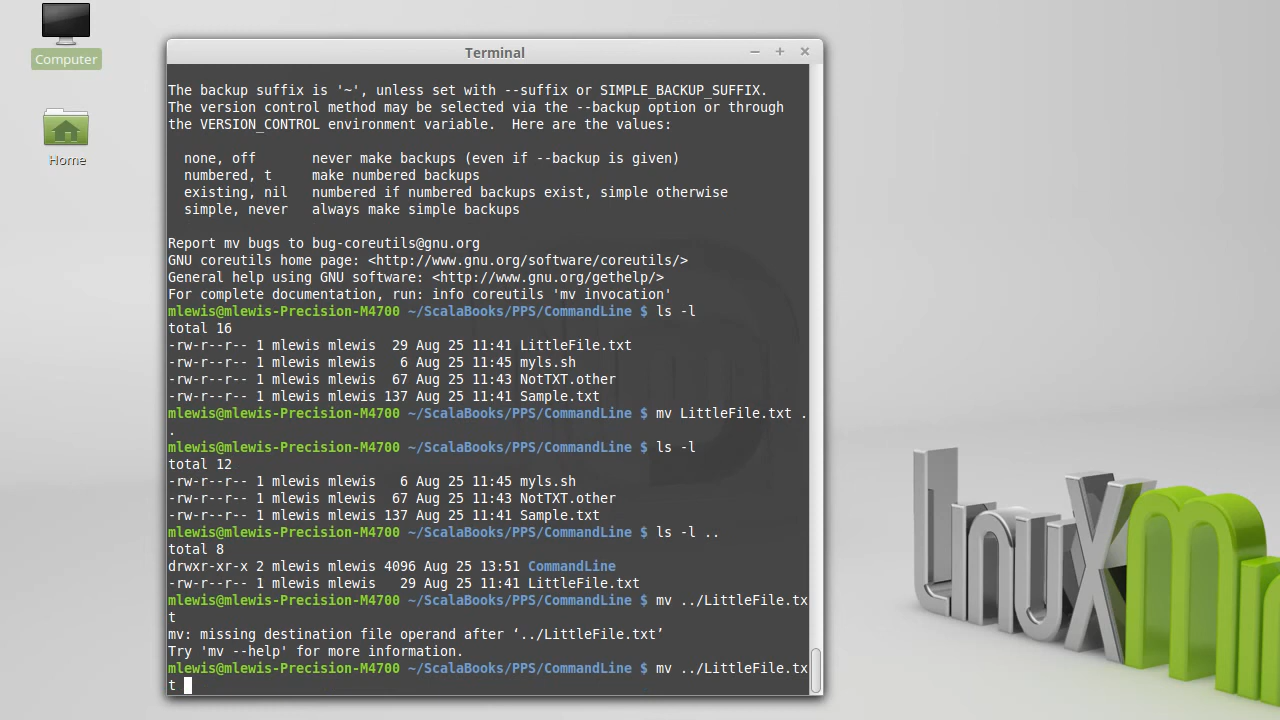 Computer
Home
Terminal
The backup suffix is '~', unless set with --suffix or SIMPLE_BACKUP_SUFFIX.
The version control method may be selected via the --backup option or through
the VERSION_CONTROL environment variable.  Here are the values:
none, off       never make backups (even if --backup is given)
numbered, t     make numbered backups
existing, nil   numbered if numbered backups exist, simple otherwise
simple, never   always make simple backups
Report mv bugs to bug-coreutils@gnu.org
GNU coreutils home page: <http://www.gnu.org/software/coreutils/>
General help using GNU software: <http://www.gnu.org/gethelp/>
For complete documentation, run: info coreutils 'mv invocation'
mlewis@mlewis-Precision-M4700 ~/ScalaBooks/PPS/CommandLine $ ls -l
total 16
-rw-r--r-- 1 mlewis mlewis  29 Aug 25 11:41 LittleFile.txt
-rw-r--r-- 1 mlewis mlewis   6 Aug 25 11:45 myls.sh
-rw-r--r-- 1 mlewis mlewis  67 Aug 25 11:43 NotTXT.other
-rw-r--r-- 1 mlewis mlewis 137 Aug 25 11:41 Sample.txt
mlewis@mlewis-Precision-M4700 ~/ScalaBooks/PPS/CommandLine $ mv LittleFile.txt .
.
mlewis@mlewis-Precision-M4700 ~/ScalaBooks/PPS/CommandLine $ ls -l
total 12
-rw-r--r-- 1 mlewis mlewis   6 Aug 25 11:45 myls.sh
-rw-r--r-- 1 mlewis mlewis  67 Aug 25 11:43 NotTXT.other
-rw-r--r-- 1 mlewis mlewis 137 Aug 25 11:41 Sample.txt
mlewis@mlewis-Precision-M4700 ~/ScalaBooks/PPS/CommandLine $ ls -l ..
total 8
drwxr-xr-x 2 mlewis mlewis 4096 Aug 25 13:51 CommandLine
-rw-r--r-- 1 mlewis mlewis   29 Aug 25 11:41 LittleFile.txt
mlewis@mlewis-Precision-M4700 ~/ScalaBooks/PPS/CommandLine $ mv ../LittleFile.tx
t
mv: missing destination file operand after ‘../LittleFile.txt’
Try 'mv --help' for more information.
mlewis@mlewis-Precision-M4700 ~/ScalaBooks/PPS/CommandLine $ mv ../LittleFile.tx
t
LinuxMin